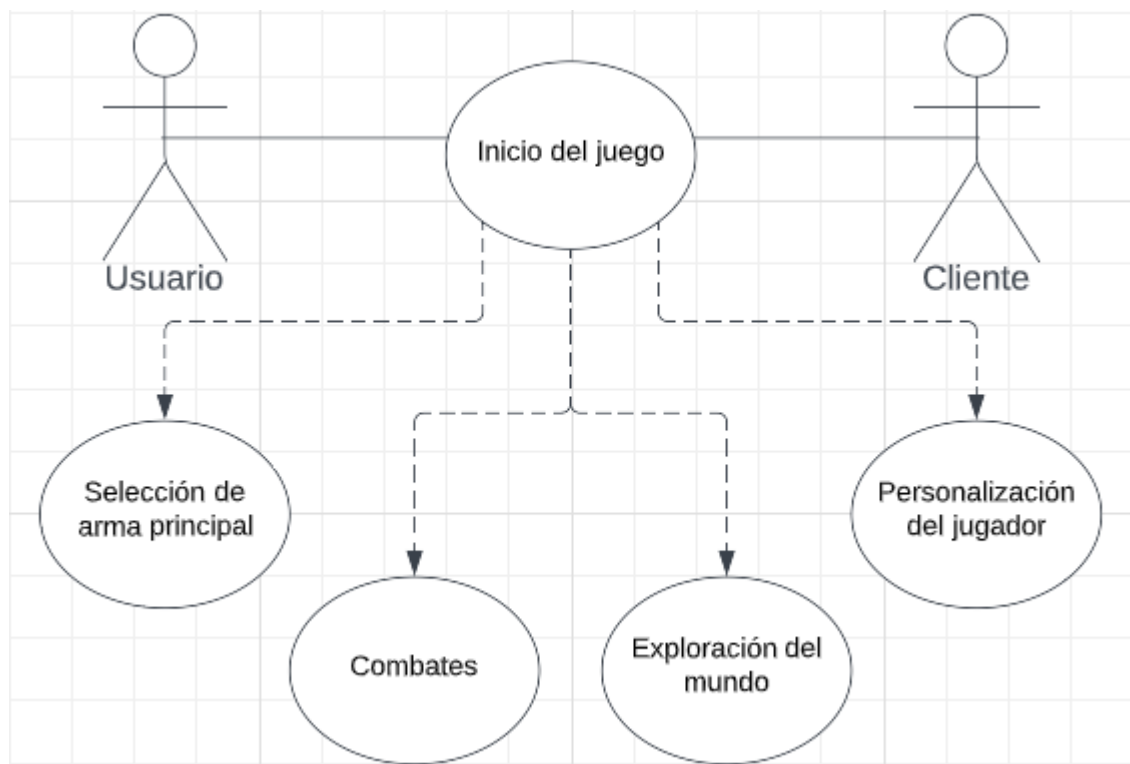 Inicio del juego
Usuario
Cliente
Selección de
arma principal
Personalización
del jugador
Combates
Exploración del
mundo